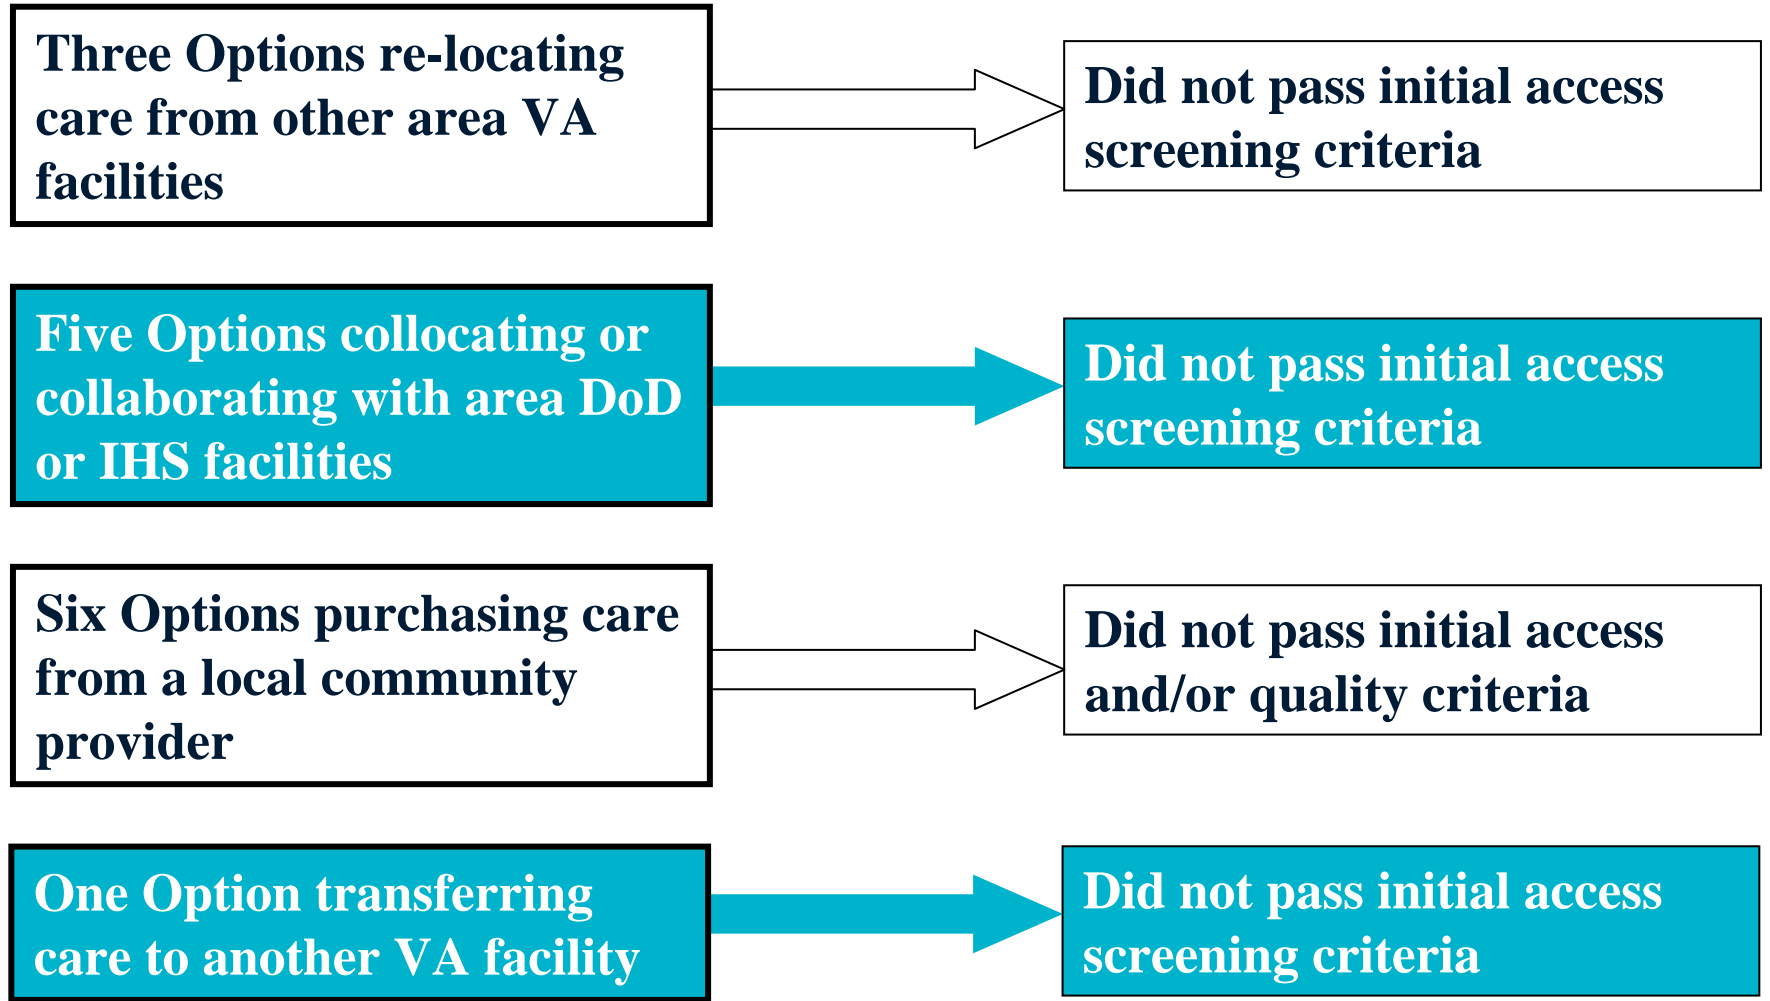 Three Options re-locating
care from other area VA
facilities
Did not pass initial access
screening criteria
Five Options collocating or
collaborating with area DoD
or IHS facilities
Did not pass initial access
screening criteria
Six Options purchasing care
from a local community
provider
Did not pass initial access
and/or quality criteria
One Option transferring
care to another VA facility
Did not pass initial access
screening criteria